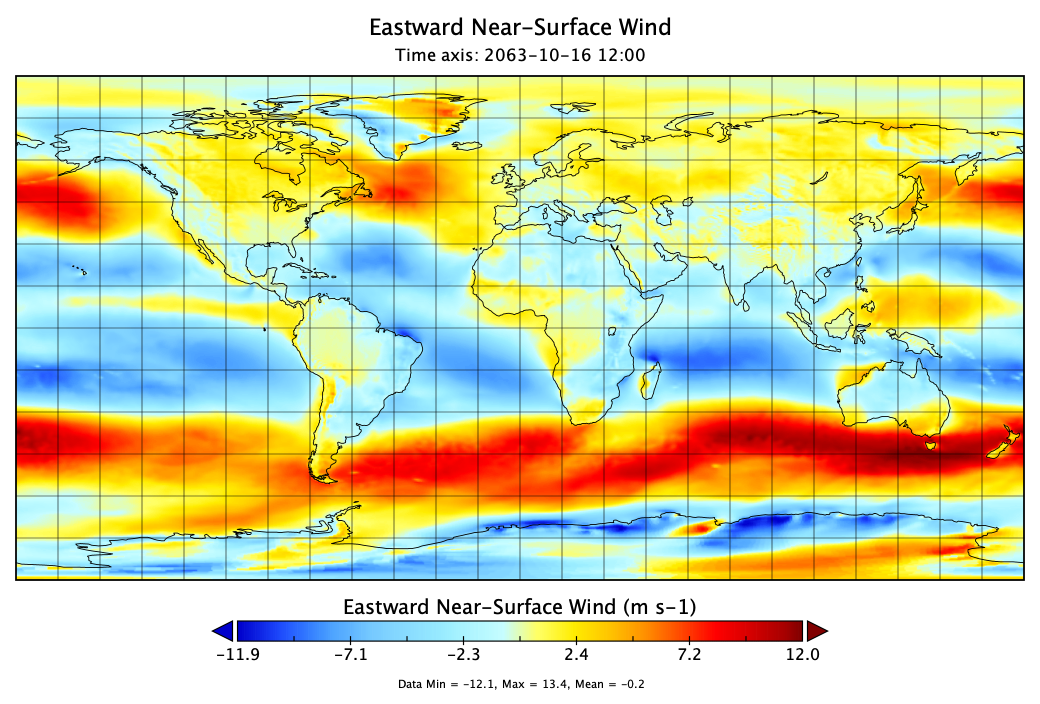 Eastward Near-Surface Wind
Time axis: 2063-10-16 12:00
Eastward Near-Surface Wind (m s-1)
-11.9 -7.1 -2.3 2.4 7.2 12.0
Data Min = -12.1, Max = 13.4, Mean = -0.2